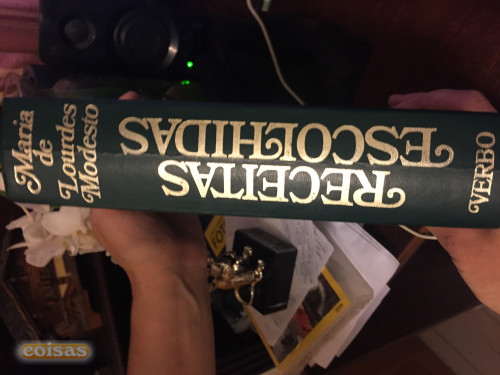 Maria
de
Lourdes
Modesto
RECEITAS
ESCOLHIDAS
VERBO
coisas